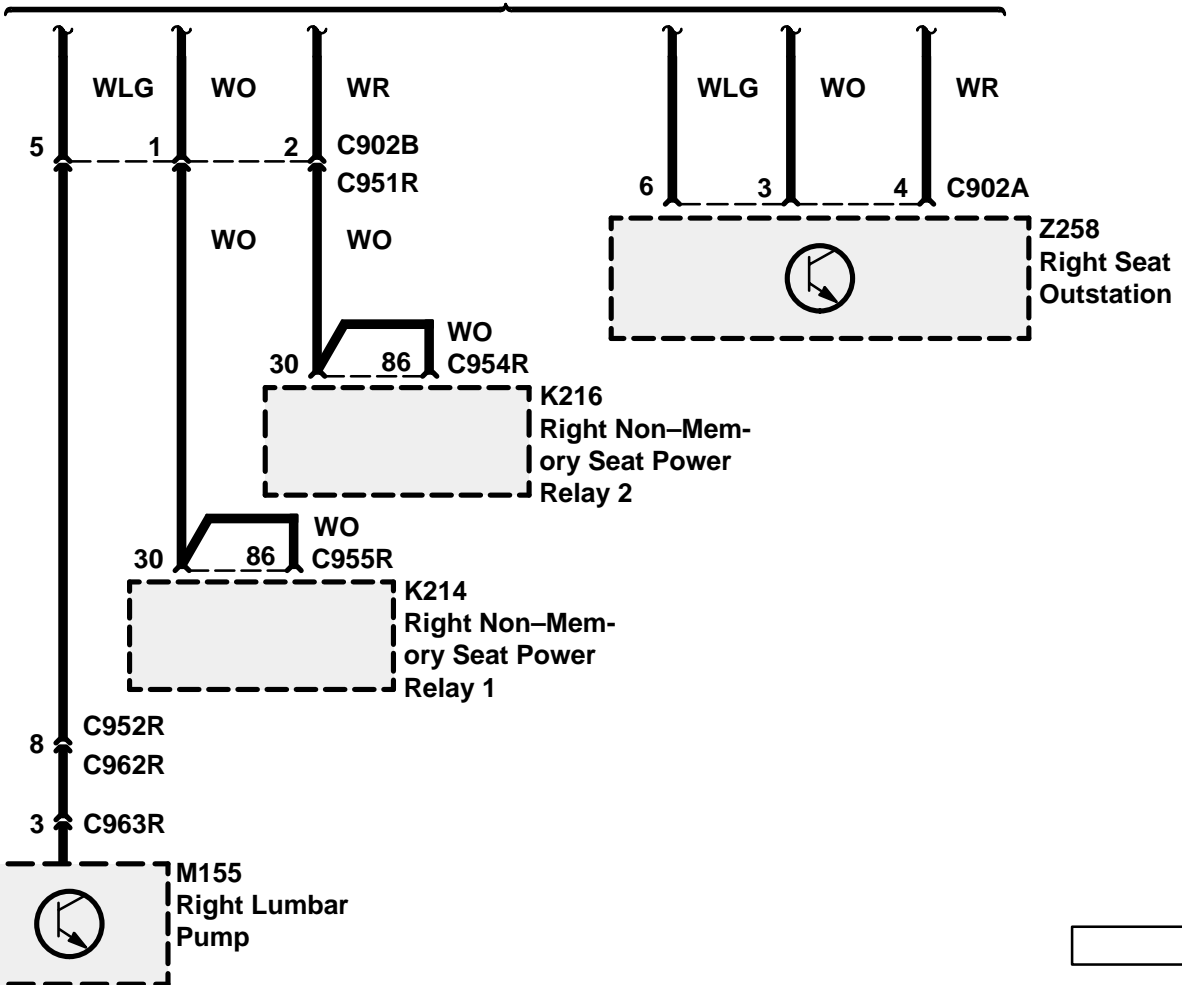 WLG WO WR WLG WO WR
5 1 2 C902B
C951R
6 3 4 C902A
WO WO
Z258
Right Seat
Outstation
WO
30 86 C954R
K216
Right Non–Mem-
ory Seat Power
Relay 2
WO
30 86 C955R
K214
Right Non–Mem-
ory Seat Power
Relay 1
C952R
8
C962R
3 C963R
M155
Right Lumbar
Pump